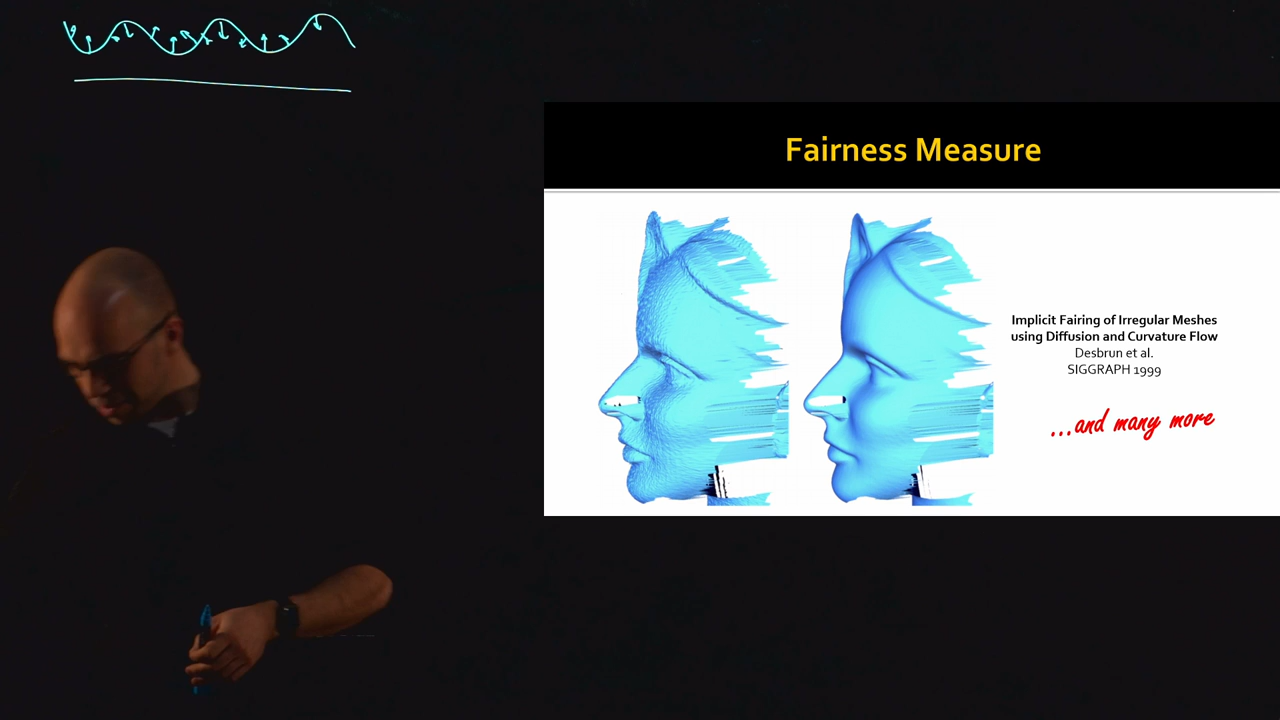 Fairness Measure
Implicit Fairing of Irregular Meshes
using Diffusion and Curvature Flow
Desbrun et al.
SIGGRAPH 1999
...and many more